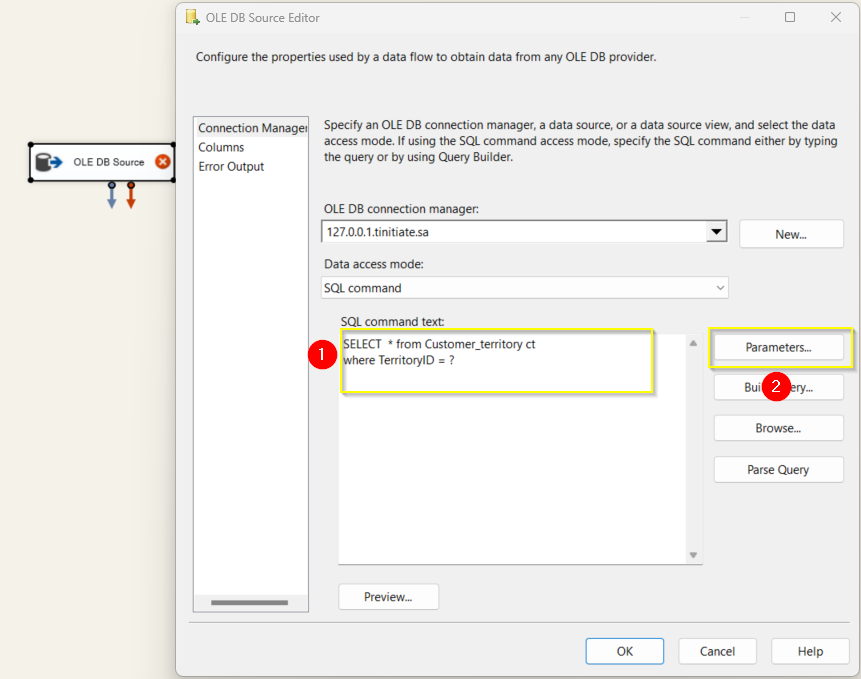 OLE DB Source Editor
Configure the properties used by a data flow to obtain data from any OLE DB provider.
OLE DB Source
Connection Manager
Columns
Error Output
Specify an OLE DB connection manager, a data source, or a data source view, and select the data
access mode. If using the SQL command access mode, specify the SQL command either by typing
the query or by using Query Builder.
OLE DB connection manager:
127.0.0.1.tinitiate.sa
New...
Data access mode:
SQL command
SQL command text:
1
SELECT * from Customer_territory ct
where TerritoryID = ?
Parameters...
2
Browse...
Parse Query
Preview...
OK
Cancel
Help